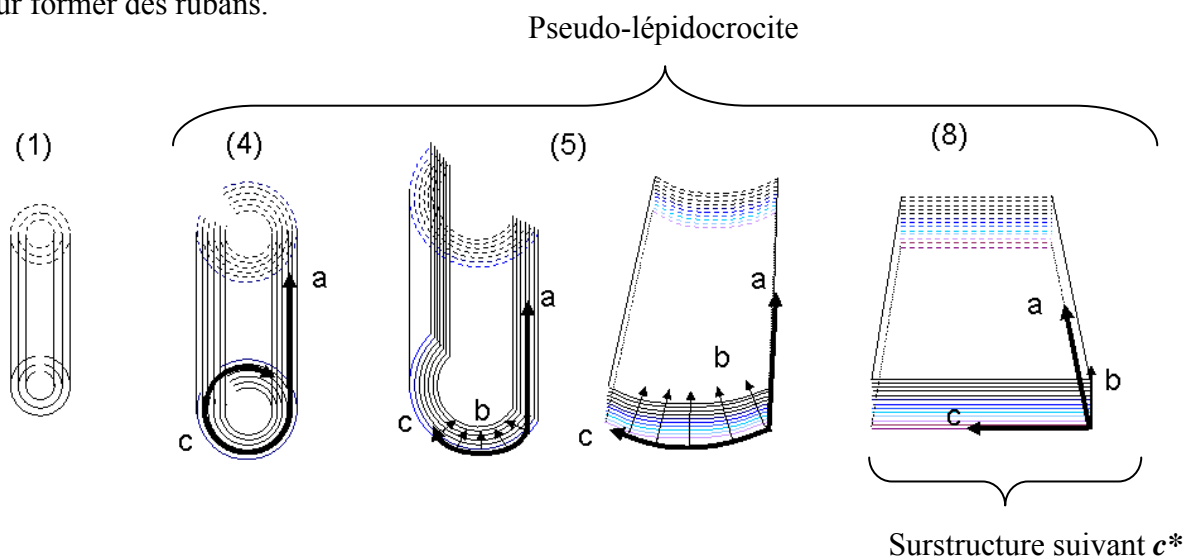 ur former des rubans.
Pseudo-lépidocrocite
(1) (4) (5) (8)
a
a
a
a
b
b
b
c
c
c
c
Surstructure suivant c*